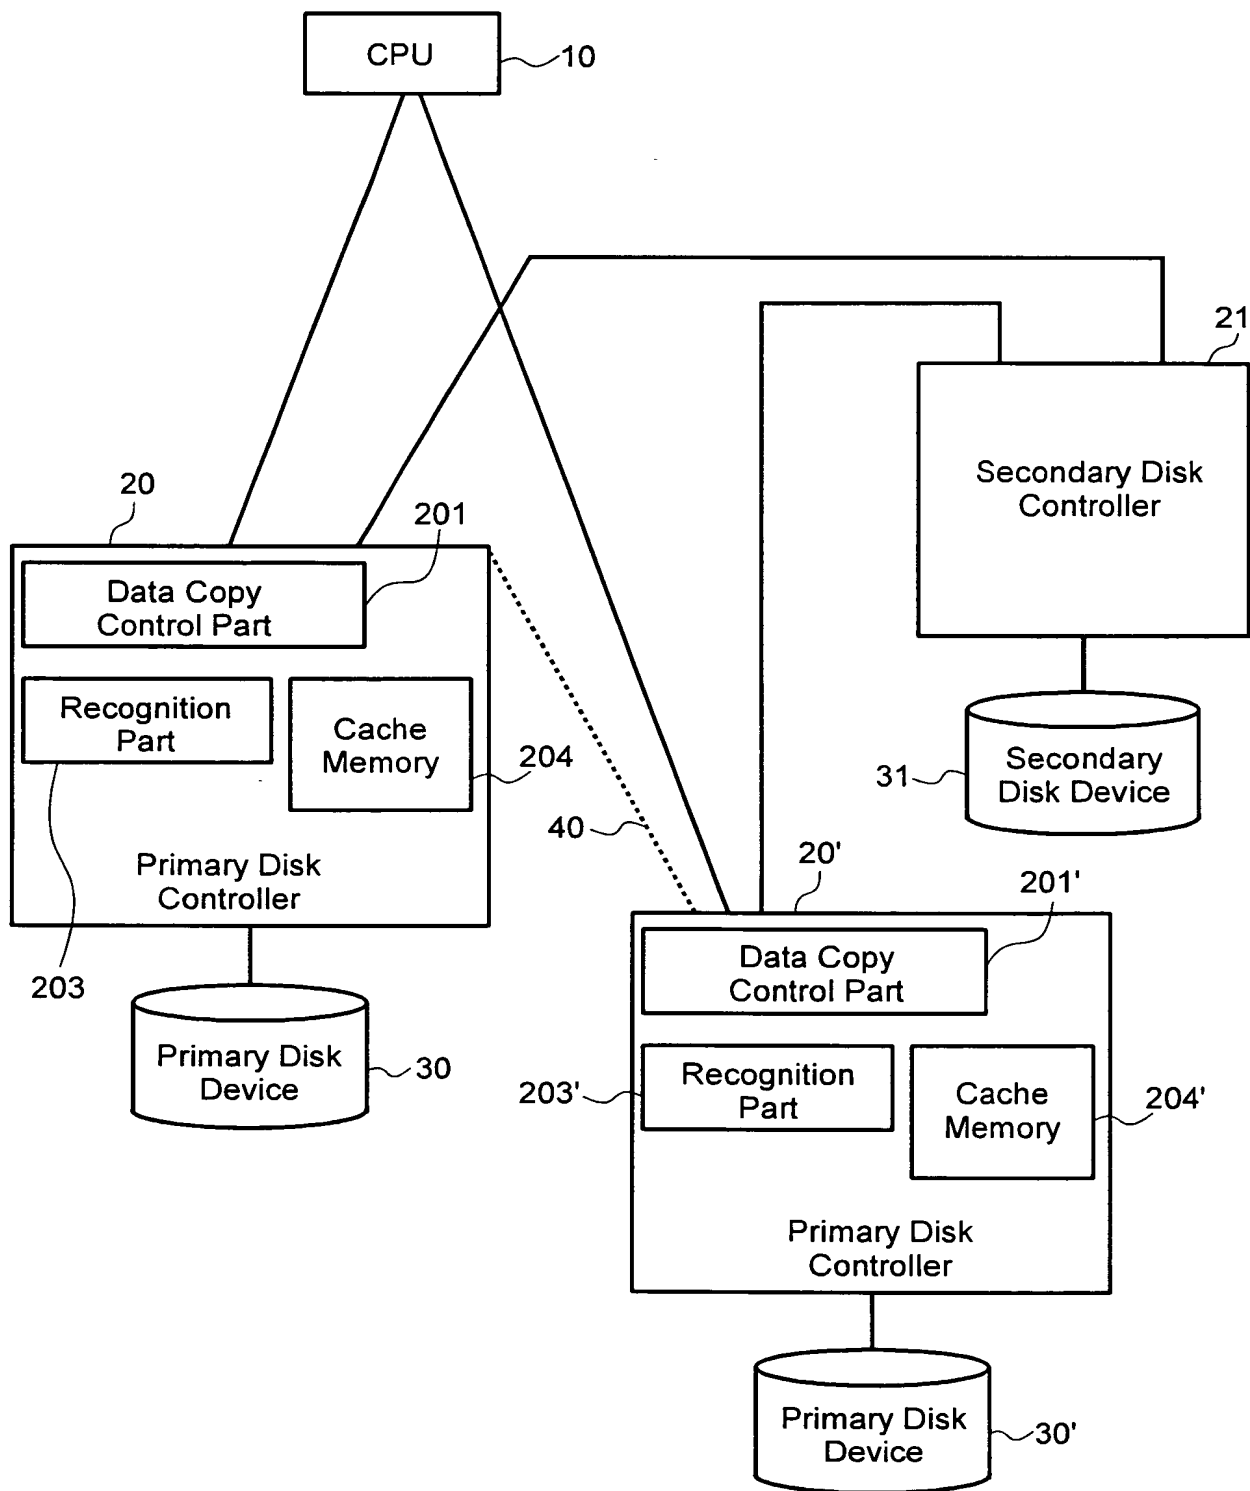 CPU
10
21
Secondary Disk
Controller
20
201
Data Copy
Control Part
Recognition
Part
Cache
Memory
204
Secondary
Disk Device
31
40
Primary Disk
Controller
20'
201'
203
Data Copy
Control Part
Primary Disk
Device
30
203'
Recognition
Part
Cache
Memory
204'
Primary Disk
Controller
Primary Disk
Device
30'